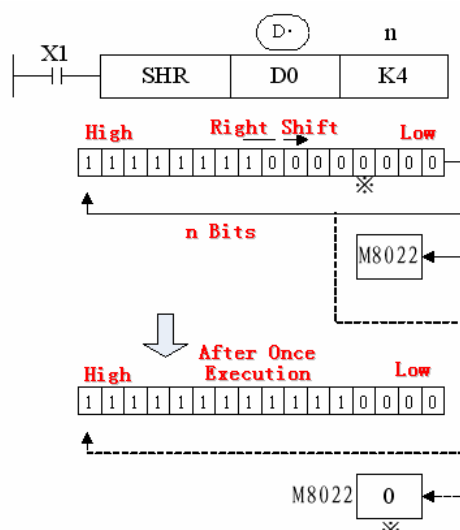 D· n
X1
SHR D0 K4
High Right Shift Low
1 1 1 1 1 1 1 1 0 0 0 0 0 0 0 0
※
n Bits
M8022
After Once
High Execution Low
1 1 1 1 1 1 1 1 1 1 1 1 0 0 0 0
M8022 0
※